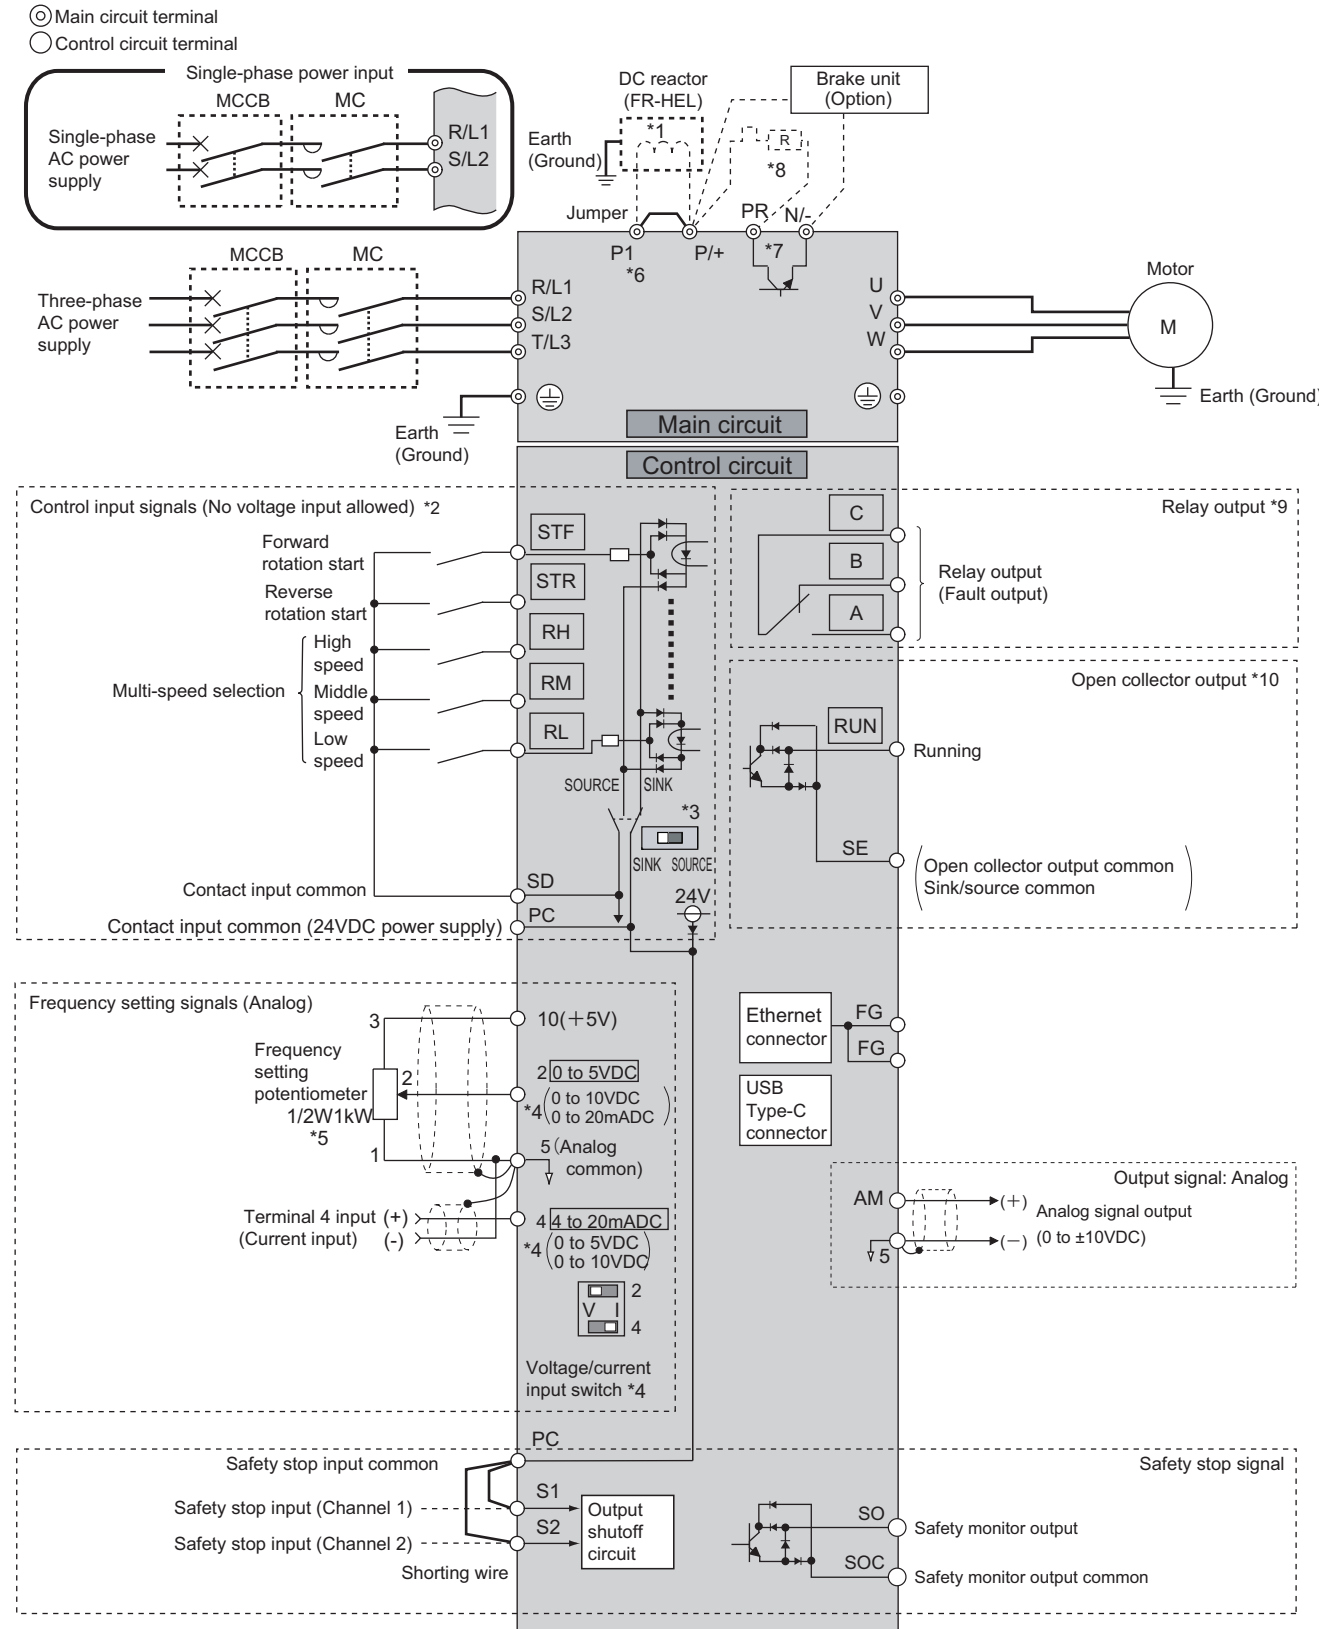 Main circuit terminal
Control circuit terminal
Single-phase power input
MCCB
MC
Single-phase
AC power
supply
R/L1
S/L2
DC reactor
(FR-HEL)
*1
Earth
(Ground)
Brake unit
(Option)
R
*8
Jumper
PR
N/-
P1
*6
P/+
*7
MCCB
MC
Three-phase
AC power
supply
R/L1
S/L2
T/L3
U
V
W
Motor
M
Earth (Ground)
Earth
(Ground)
Main circuit
Control circuit
Control input signals (No voltage input allowed) *2
Forward
rotation start
Reverse
rotation start
Multi-speed selection
High
speed
Middle
speed
Low
speed
STF
STR
RH
RM
RL
SOURCE
SINK
*3
SINK SOURCE
24V
Contact input common
SD
Contact input common (24VDC power supply)
PC
Relay output *9
C
B
A
Relay output
(Fault output)
Open collector output *10
RUN
Running
SE
Open collector output common
Sink/source common
Frequency setting signals (Analog)
3
2
1
Frequency
setting
potentiometer
1/2W1kW
*5
10(+5V)
2 0 to 5VDC
*4 (0 to 10VDC
0 to 20mADC)
5 (Analog
common)
Terminal 4 input (+)
(Current input) (-)
4 4 to 20mADC
*4 (0 to 5VDC
0 to 10VDC)
2
V I
4
Voltage/current
input switch *4
Ethernet
connector
FG
FG
USB
Type-C
connector
Output signal: Analog
AM
(+)
Analog signal output
(0 to ±10VDC)
5
(−)
Safety stop signal
PC
Safety stop input common
S1
Safety stop input (Channel 1)
S2
Safety stop input (Channel 2)
Shorting wire
Output
shutoff
circuit
SO
Safety monitor output
SOC
Safety monitor output common